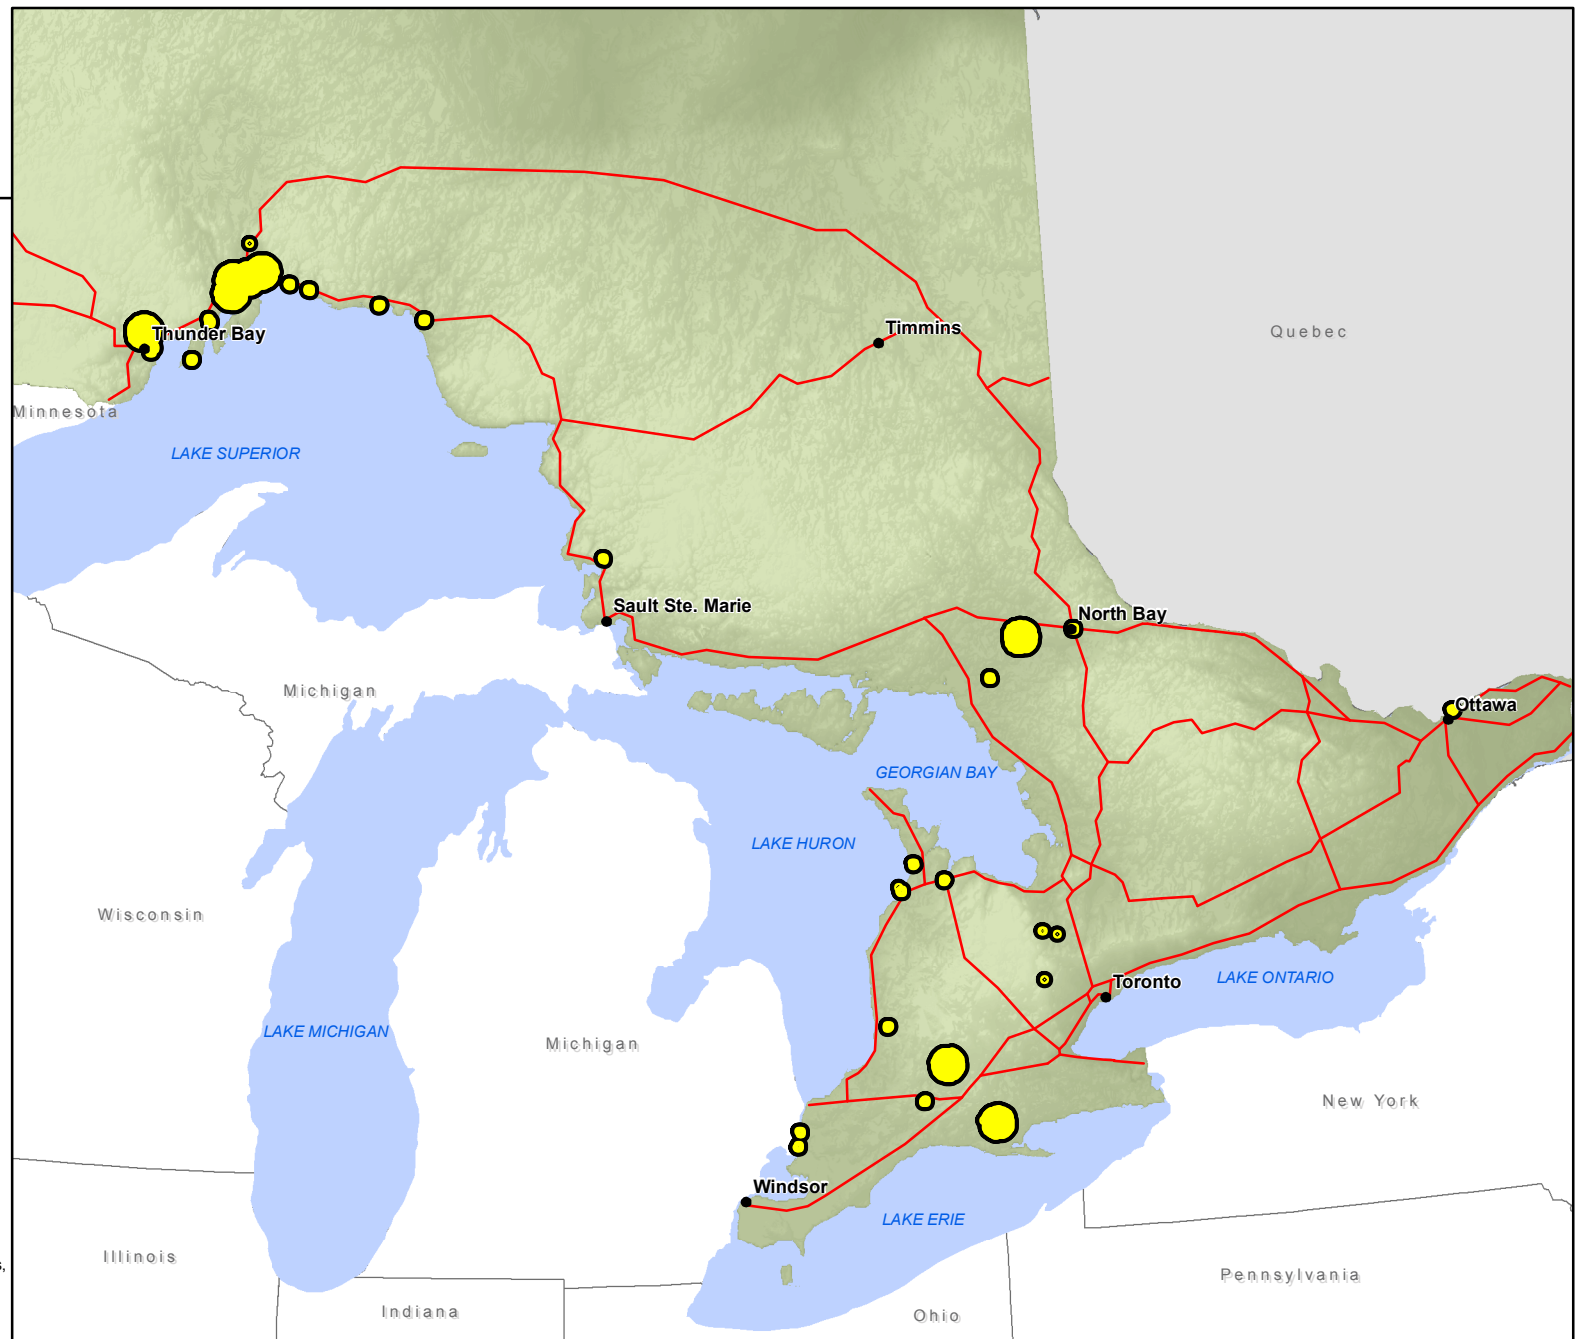 Timmins
Quebec
Thunder Bay
Minnesota
LAKE SUPERIOR
Sault Ste. Marie
North Bay
Michigan
Ottawa
GEORGIAN BAY
LAKE HURON
Wisconsin
LAKE ONTARIO
Toronto
LAKE MICHIGAN
Michigan
New York
Windsor
LAKE ERIE
Illinois
s,
Pennsylvania
Indiana
Ohio